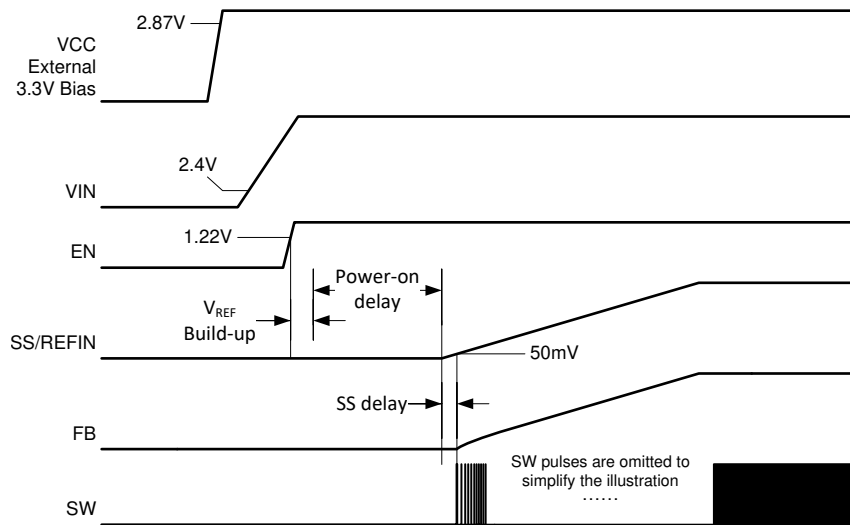 2.87V
VCC
External
3.3V Bias
2.4V
VIN
1.22V
EN
Power-on
delay
VREF
Build-up
SS/REFIN
50mV
SS delay
FB
SW pulses are omitted to
simplify the illustration
......
SW